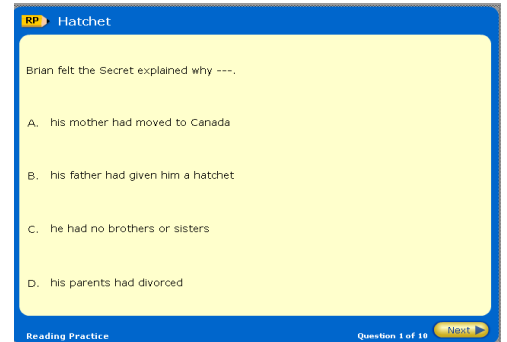 RP Hatchet
Brian felt the Secret explained why ---.
A. his mother had moved to Canada
B. his father had given him a hatchet
C. he had no brothers or sisters
D. his parents had divorced
Reading Practice Question 1 of 10 Next